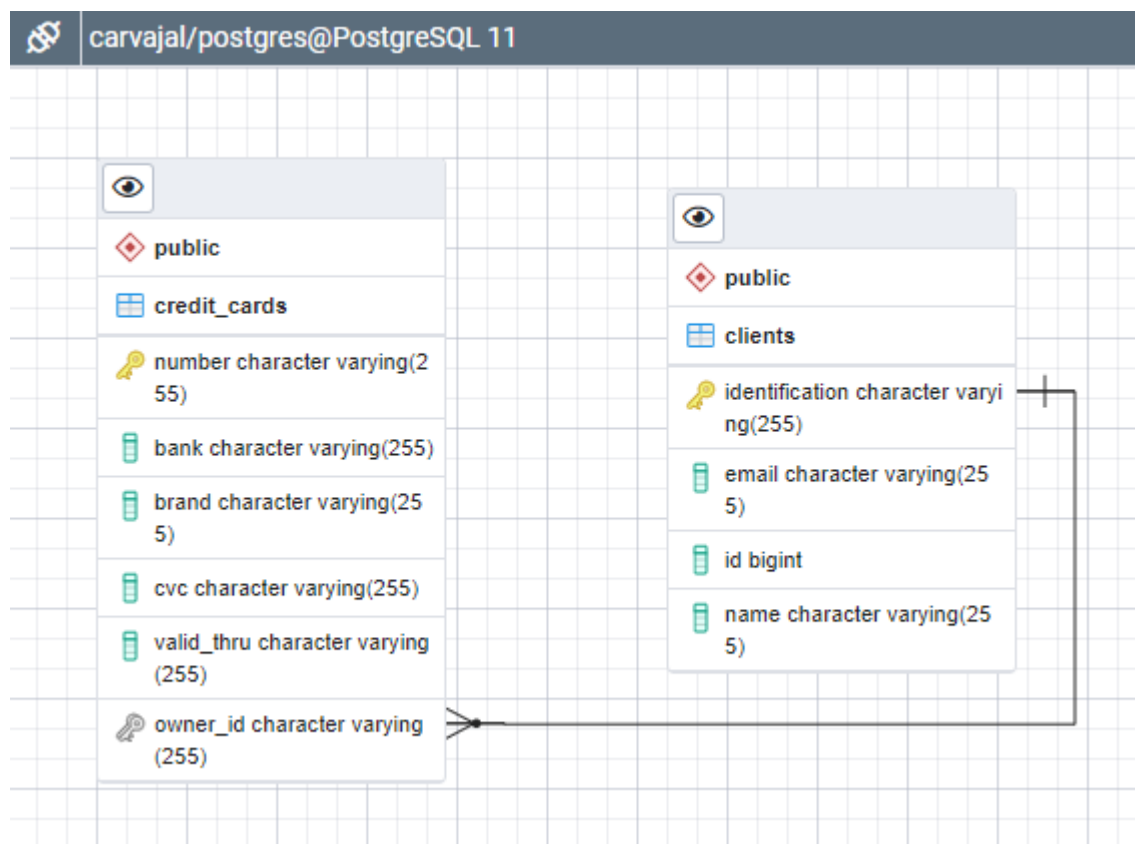 carvajal/postgres@PostgreSQL 11
public
credit_cards
number character varying(2
55)
bank character varying(255)
brand character varying(25
5)
cvc character varying(255)
valid_thru character varying
(255)
owner_id character varying
(255)
public
clients
identification character varyi
ng(255)
email character varying(25
5)
id bigint
name character varying(25
5)